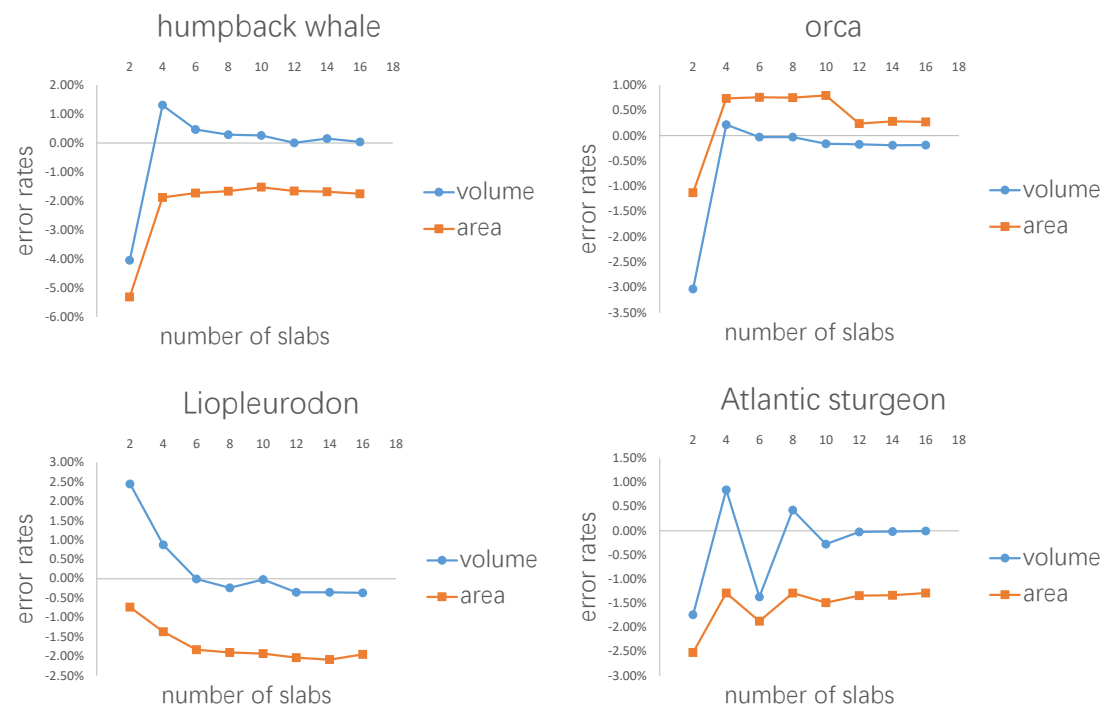 humpback whale
2 4 6 8 10 12 14 16 18
2.00%
1.00%
0.00%
-1.00%
-2.00%
-3.00%
-4.00%
-5.00%
-6.00%
error rates
number of slabs
volume
area
orca
2 4 6 8 10 12 14 16 18
1.00%
0.50%
0.00%
-0.50%
-1.00%
-1.50%
-2.00%
-2.50%
-3.00%
-3.50%
error rates
number of slabs
volume
area
Liopleurodon
2 4 6 8 10 12 14 16 18
3.00%
2.50%
2.00%
1.50%
1.00%
0.50%
0.00%
-0.50%
-1.00%
-1.50%
-2.00%
-2.50%
error rates
number of slabs
volume
area
Atlantic sturgeon
2 4 6 8 10 12 14 16 18
1.50%
1.00%
0.50%
0.00%
-0.50%
-1.00%
-1.50%
-2.00%
-2.50%
-3.00%
error rates
number of slabs
volume
area